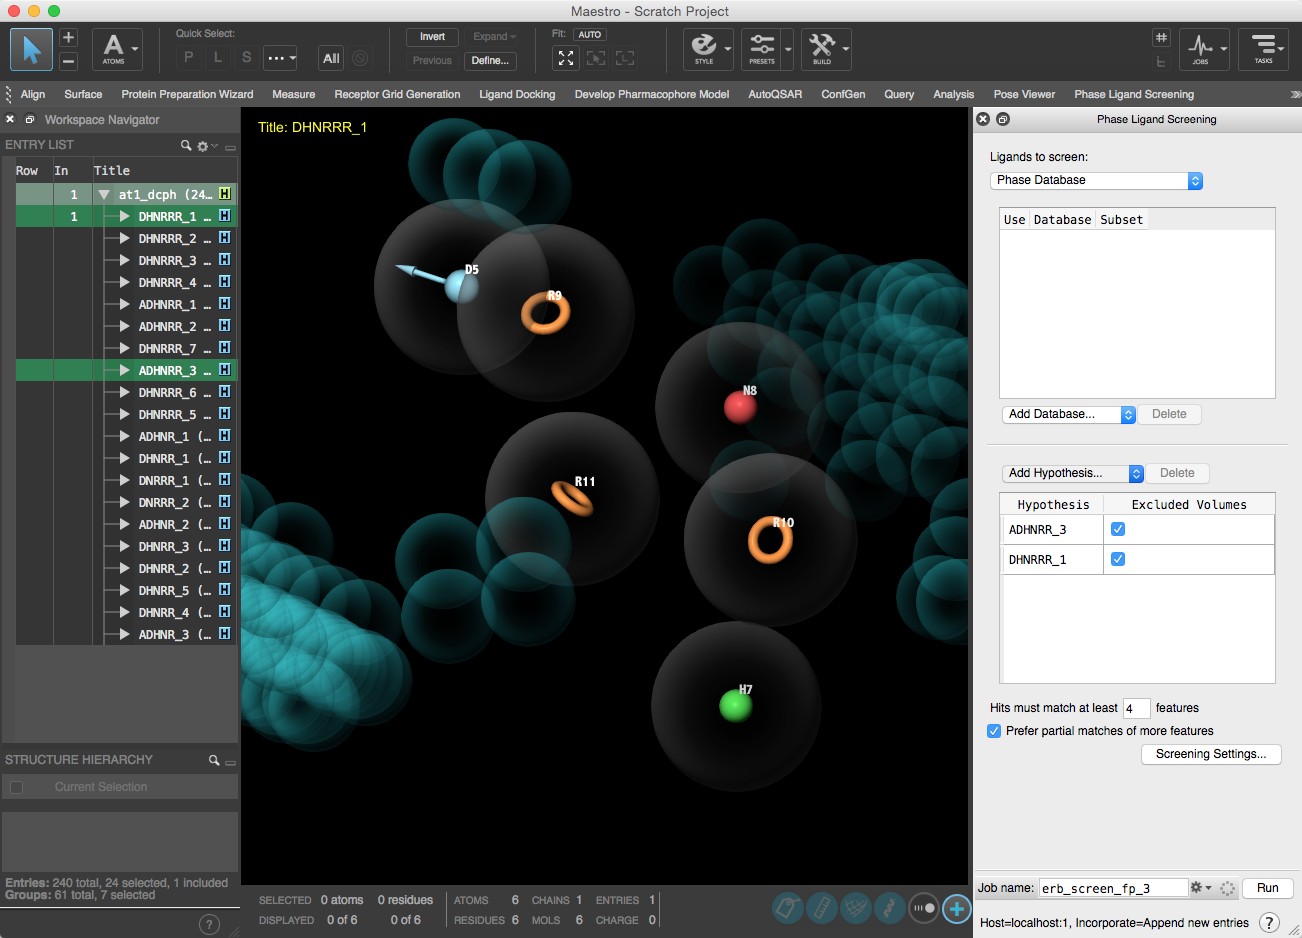 Maestro - Scratch Project
ATOMS
Quick Select:
P L S ... All
Invert Expand
Previous Define...
Fit: AUTO
STYLE
PRESETS
BUILD
JOBS
TASKS
Align Surface Protein Preparation Wizard Measure Receptor Grid Generation Ligand Docking Develop Pharmacophore Model AutoQSAR ConfGen Query Analysis Pose Viewer Phase Ligand Screening
Workspace Navigator
ENTRY LIST
Row In Title
1 at1_dcph (24... H
1 DHNRRR_1 ... H
DHNRRR_2 ... H
DHNRRR_3 ... H
DHNRRR_4 ... H
ADHNRR_1 ... H
ADHNRR_2 ... H
DHNRRR_7 ... H
ADHNRR_3 ... H
DHNRRR_6 ... H
DHNRRR_5 ... H
ADHNR_1 (... H
DHNRR_1 (... H
DNRRR_1 (... H
DNRRR_2 (... H
ADHNR_2 (... H
DHNRR_3 (... H
DHNRR_2 (... H
DHNRR_5 (... H
DHNRR_4 (... H
ADHNR_3 (... H
STRUCTURE HIERARCHY
Current Selection
Entries: 240 total, 24 selected, 1 included
Groups: 61 total, 7 selected
?
Title: DHNRRR_1
D5
R9
N8
R11
R10
H7
SELECTED 0 atoms 0 residues
DISPLAYED 0 of 6 0 of 6
ATOMS 6 CHAINS 1 ENTRIES 1
RESIDUES 6 MOLS 6 CHARGE 0
Phase Ligand Screening
Ligands to screen:
Phase Database
Use Database Subset
Add Database... Delete
Add Hypothesis... Delete
Hypothesis Excluded Volumes
ADHNRR_3
DHNRRR_1
Hits must match at least 4 features
Prefer partial matches of more features
Screening Settings...
Job name: erb_screen_fp_3 Run
Host=localhost:1, Incorporate=Append new entries ?